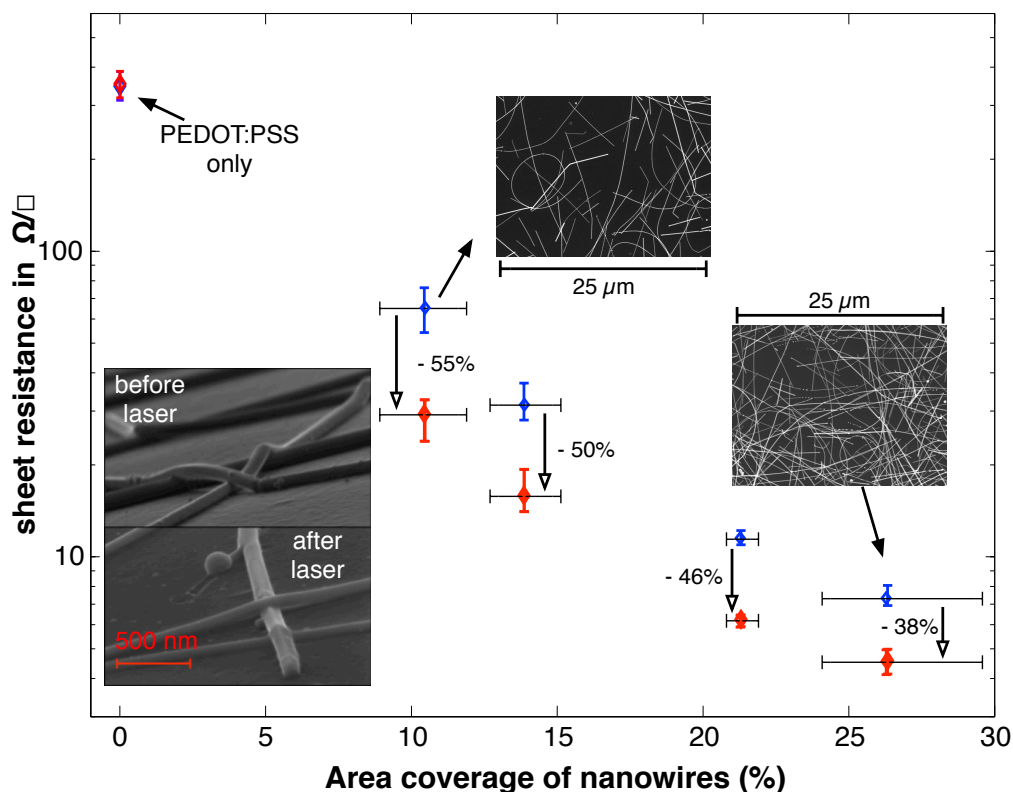 sheet resistance in Ω/□
100
10
PEDOT:PSS
only
25 µm
25 µm
- 55%
- 50%
- 46%
- 38%
before
laser
after
laser
500 nm
0
5
10
15
20
25
30
Area coverage of nanowires (%)